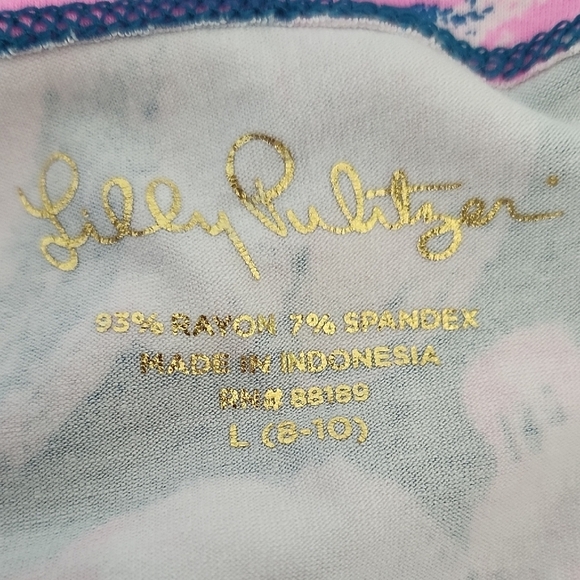 Lilly Pulitzer
93% RAYON 7% SPANDEX
MADE IN INDONESIA
RN# 88189
L (8-10)